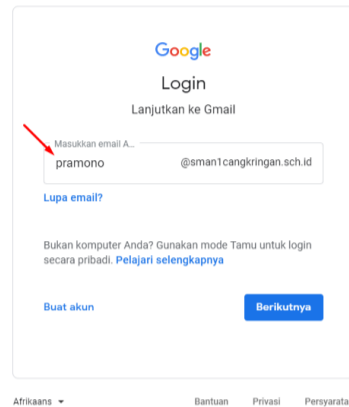 Google
Login
Lanjutkan ke Gmail
Masukkan email A...
pramono @sman1cangkringan.sch.id
Lupa email?
Bukan komputer Anda? Gunakan mode Tamu untuk login
secara pribadi. Pelajari selengkapnya
Buat akun Berikutnya
Afrikaans Bantuan Privasi Persyarata